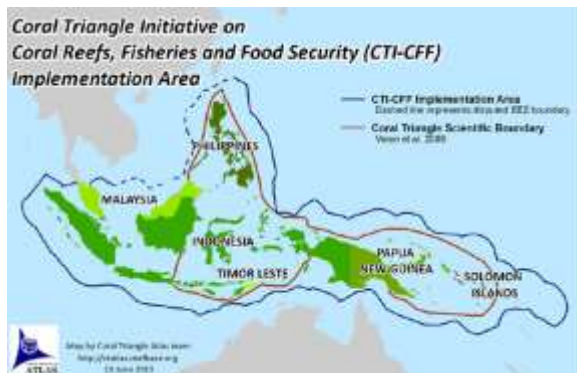 Coral Triangle Initiative on
Coral Reefs, Fisheries and Food Security (CTI-CFF)
Implementation Area
CTI-CFF Implementation Area
Dashed line represents disputed EEZ boundary
Coral Triangle Scientific Boundary
PHILIPPINES
MALAYSIA
INDONESIA
PAPUA
NEW GUINEA
TIMOR LESTE
SOLOMON
ISLANDS
Map by Coral Triangle Atlas team
ATLAS